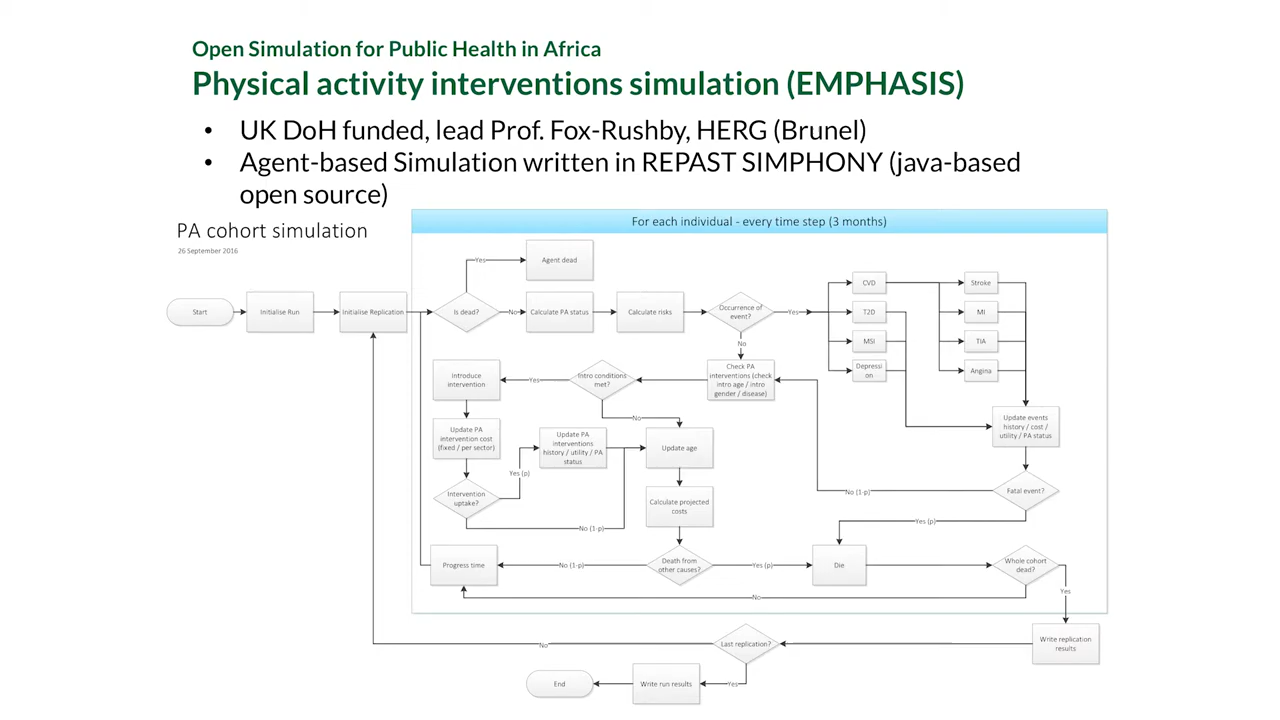 Open Simulation for Public Health in Africa
Physical activity interventions simulation (EMPHASIS)
• UK DoH funded, lead Prof. Fox-Rushby, HERG (Brunel)
• Agent-based Simulation written in REPAST SIMPHONY (java-based
open source)
PA cohort simulation
26 September 2016
For each individual - every time step (3 months)
Yes
Agent dead
Start
Initialise Run
Initialise Replication
Is dead?
No
Calculate PA status
Calculate risks
Occurrence of
event?
Yes
CVD
T2D
MSI
Depressi
on
Stroke
MI
TIA
Angina
No
Introduce
intervention
Yes
Intro conditions
met?
Check PA
interventions (check
intro age / intro
gender / disease)
No
Update PA
intervention cost
(fixed / per sector)
Update PA
interventions
history / utility / PA
status
Update age
Update events
history / cost /
utility / PA status
Yes (p)
Intervention
uptake?
No (1-p)
Calculate projected
costs
No (1-p)
Fatal event?
Yes (p)
Progress time
No (1-p)
Death from
other causes?
Yes (p)
Die
Whole cohort
dead?
No
Yes
Write replication
results
Last replication?
No
Yes
Write run results
End